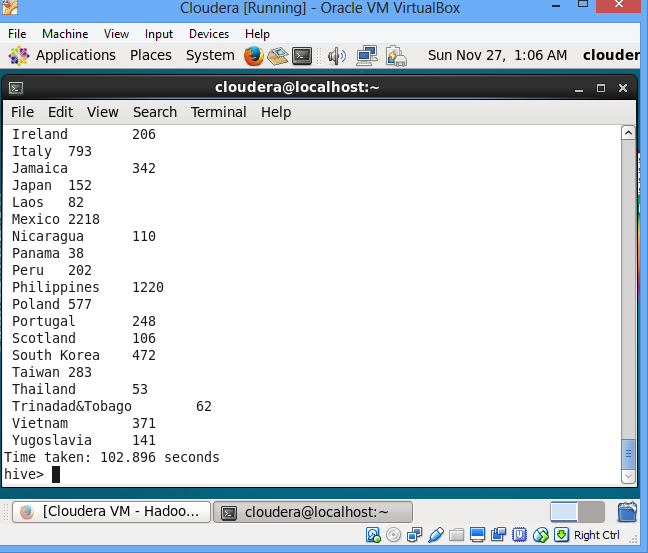 Cloudera [Running] - Oracle VM VirtualBox
File Machine View Input Devices Help
Applications Places System Sun Nov 27, 1:06 AM clouder
cloudera@localhost:~
File Edit View Search Terminal Help
Ireland 206
Italy 793
Jamaica 342
Japan 152
Laos 82
Mexico 2218
Nicaragua 110
Panama 38
Peru 202
Philippines 1220
Poland 577
Portugal 248
Scotland 106
South Korea 472
Taiwan 283
Thailand 53
Trinadad&Tobago 62
Vietnam 371
Yugoslavia 141
Time taken: 102.896 seconds
hive>
[Cloudera VM - Hadoo... cloudera@localhost:~
Right Ctrl